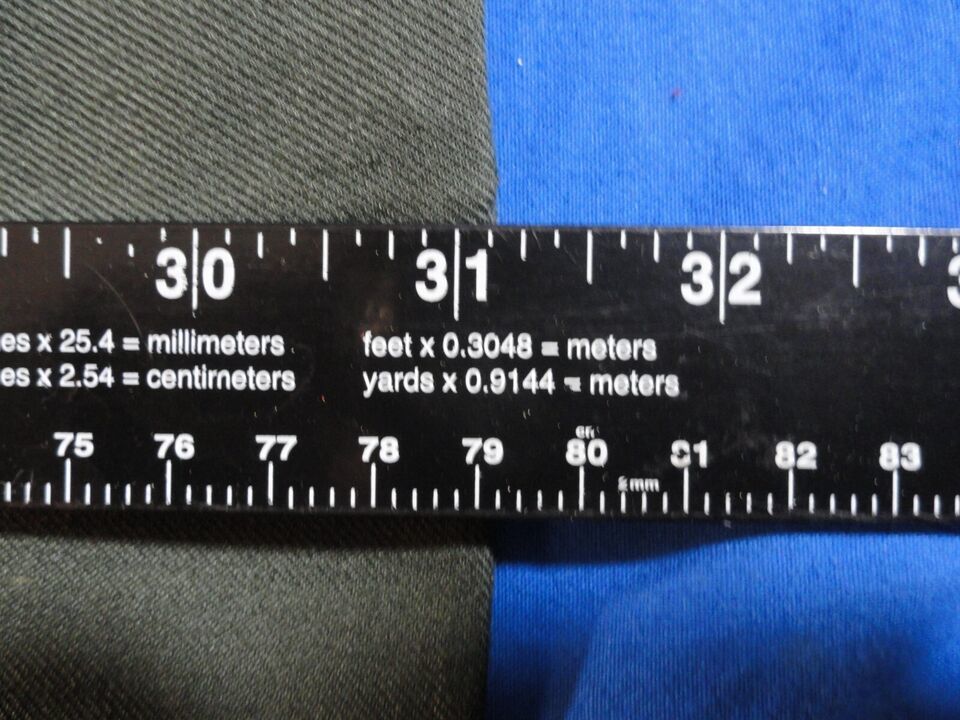 30 31 32 3
es x 25.4 = millimeters feet x 0.3048 = meters
es x 2.54 = centimeters yards x 0.9144 = meters
75 76 77 78 79 80 81 82 83
cm
2mm